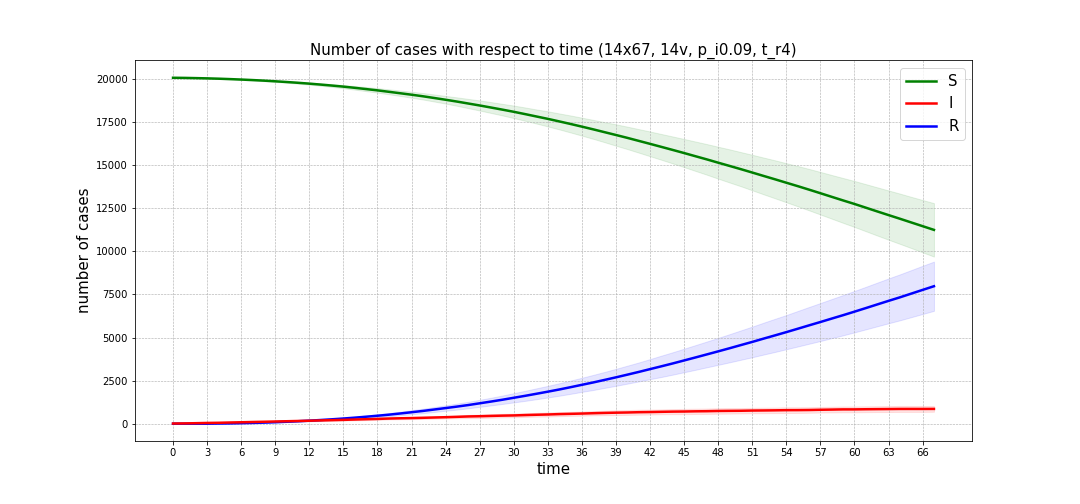 Number of cases with respect to time (14x67, 14v, p_i0.09, t_r4)
S
I
R
number of cases
20000
17500
15000
12500
10000
7500
5000
2500
0
0 3 6 9 12 15 18 21 24 27 30 33 36 39 42 45 48 51 54 57 60 63 66
time